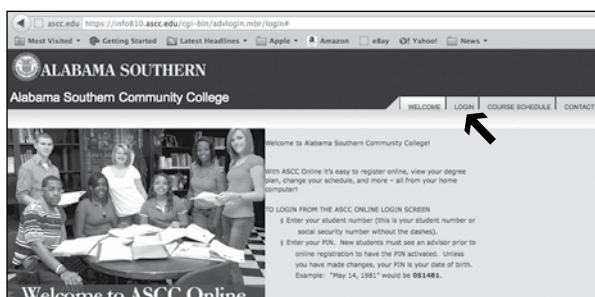 ascc.edu https://info810.ascc.edu/cgi-bin/advlogin.mbr/login#
Most Visited Getting Started Latest Headlines Apple Amazon eBay Yahoo! News
ALABAMA SOUTHERN
Alabama Southern Community College
WELCOME LOGIN COURSE SCHEDULE CONTACT
Welcome to Alabama Southern Community College!
With ASCC Online it's easy to register online, view your degree
plan, change your schedule, and more – all from your home
computer!
TO LOGIN FROM THE ASCC ONLINE LOGIN SCREEN
§ Enter your student number (this is your student number or
social security number without the dashes).
§ Enter your PIN. New students must see an advisor prior to
online registration to have the PIN activated. Unless
you have made changes, your PIN is your date of birth.
Example: "May 14, 1981" would be 051481.
Welcome to ASCC Online